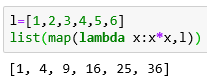 l=[1,2,3,4,5,6]
list(map(lambda x:x*x,l))
[1, 4, 9, 16, 25, 36]